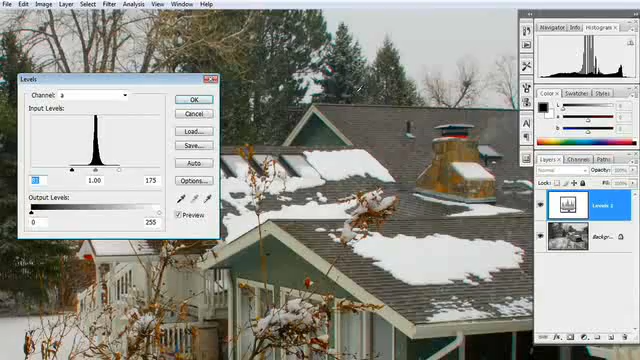 File Edit Image Layer Select Filter Analysis View Window Help
Levels
Channel: a
OK
Input Levels:
Cancel
Load...
Save...
Auto
1.00 175
Options...
Output Levels:
Preview
0 255
Navigator Info Histogram
Color Swatches Styles
L
a
b
Layers Channels Paths
Normal Opacity: 100%
Lock: Fill: 100%
Levels 1
Backgr...